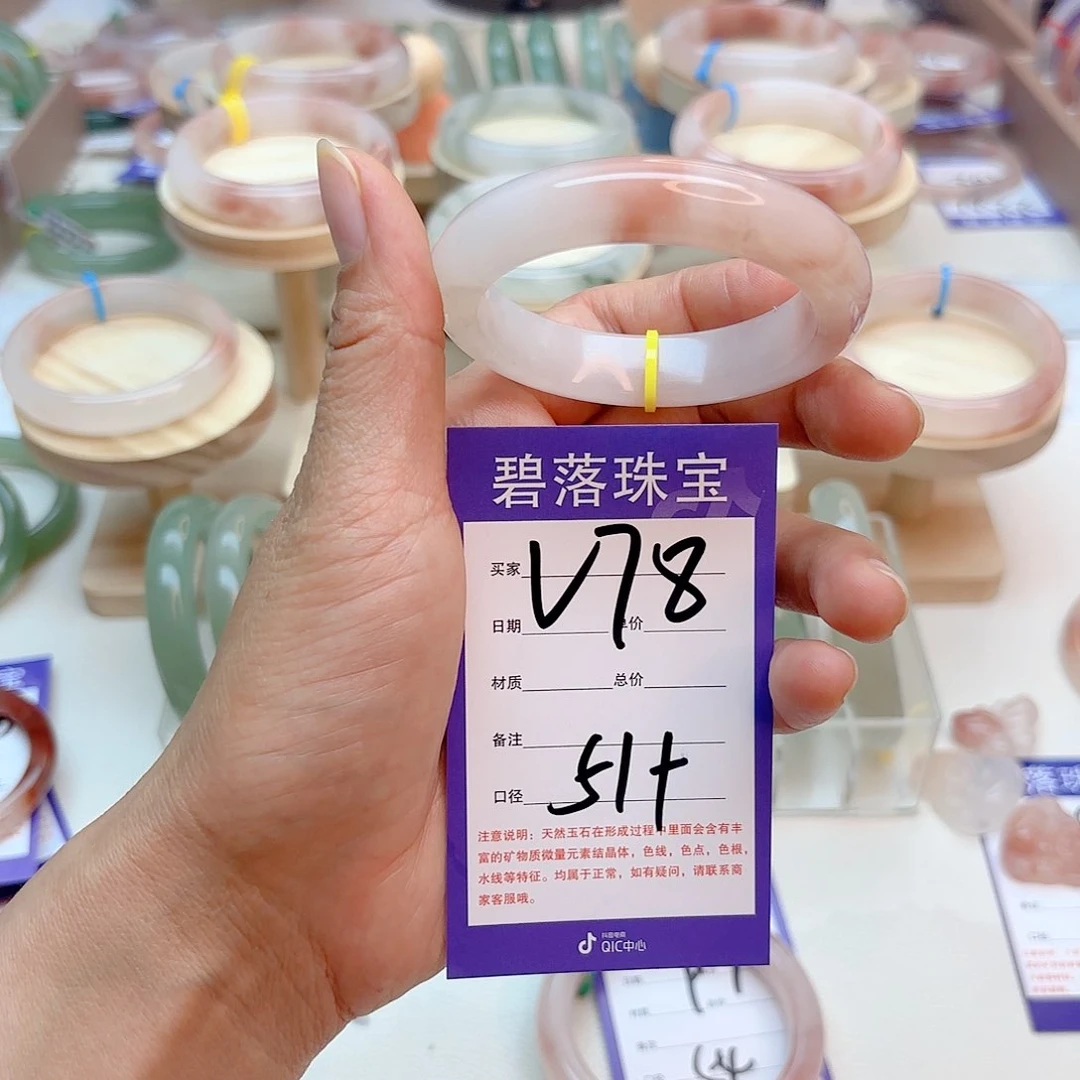 碧落珠宝
买家 V78
日期 单价
材质 总价
备注
口径 51+
注意说明：天然玉石在形成过程中里面会含有丰
富的矿物质微量元素结晶体，色线，色点，色根，
水线等特征。均属于正常，如有疑问，请联系商
家客服哦。
抖音电商
QIC中心